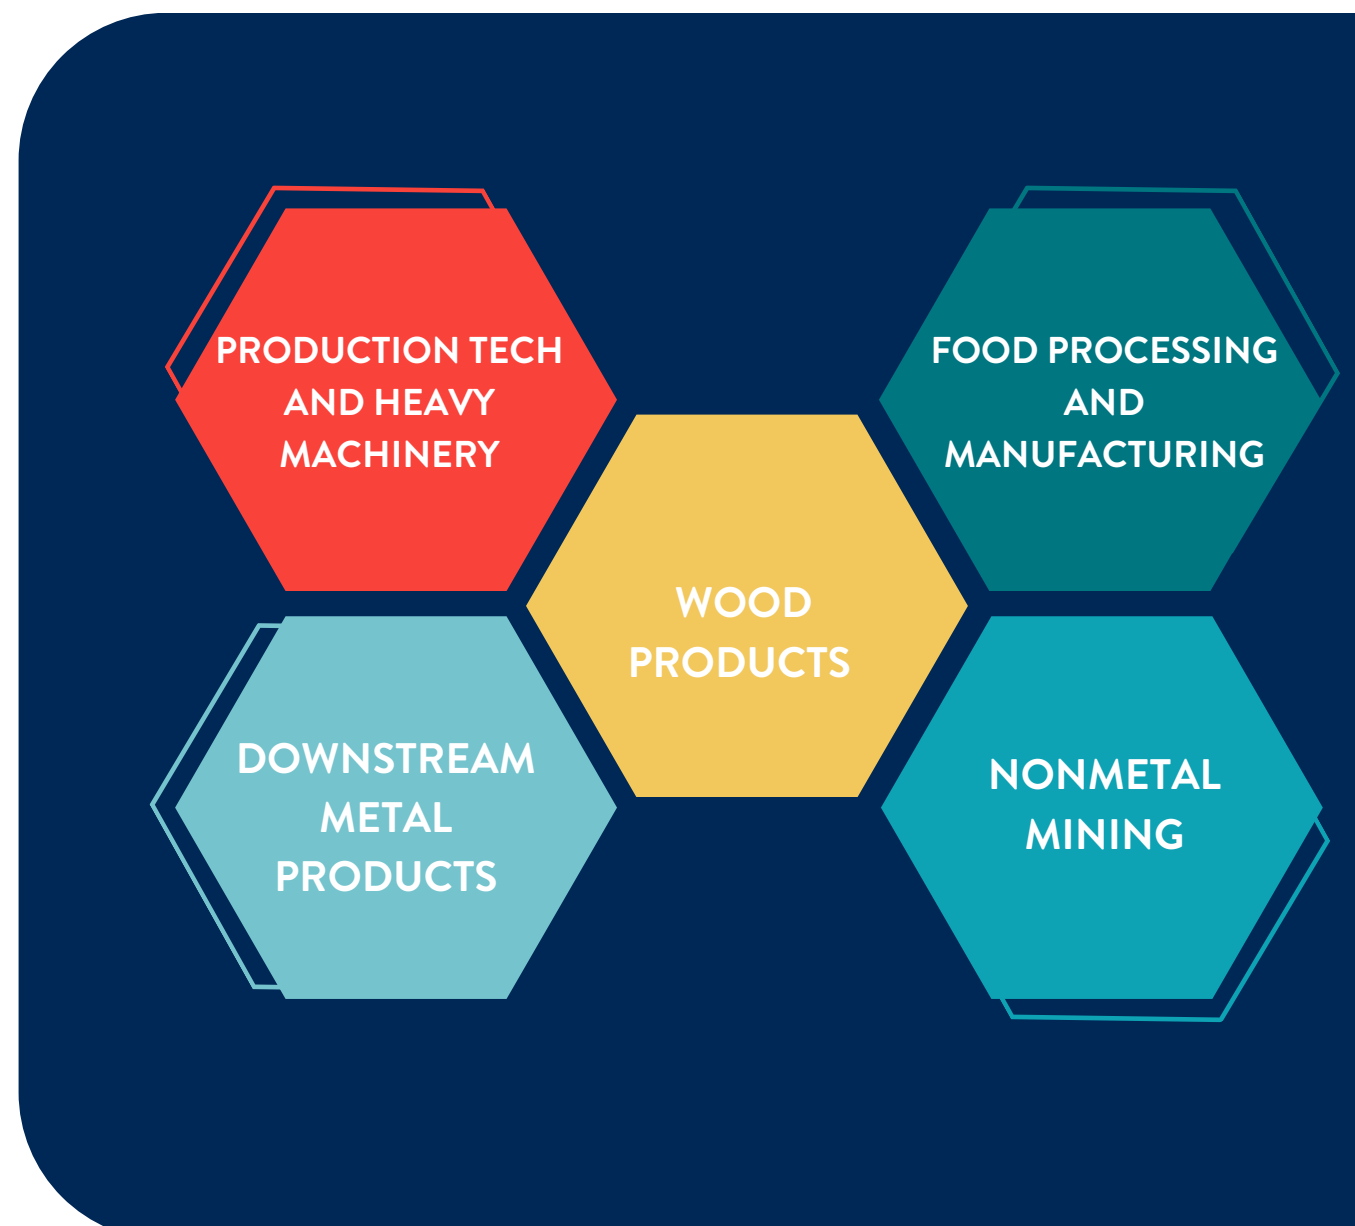 PRODUCTION TECH
AND HEAVY
MACHINERY
FOOD PROCESSING
AND
MANUFACTURING
WOOD
PRODUCTS
DOWNSTREAM
METAL
PRODUCTS
NONMETAL
MINING